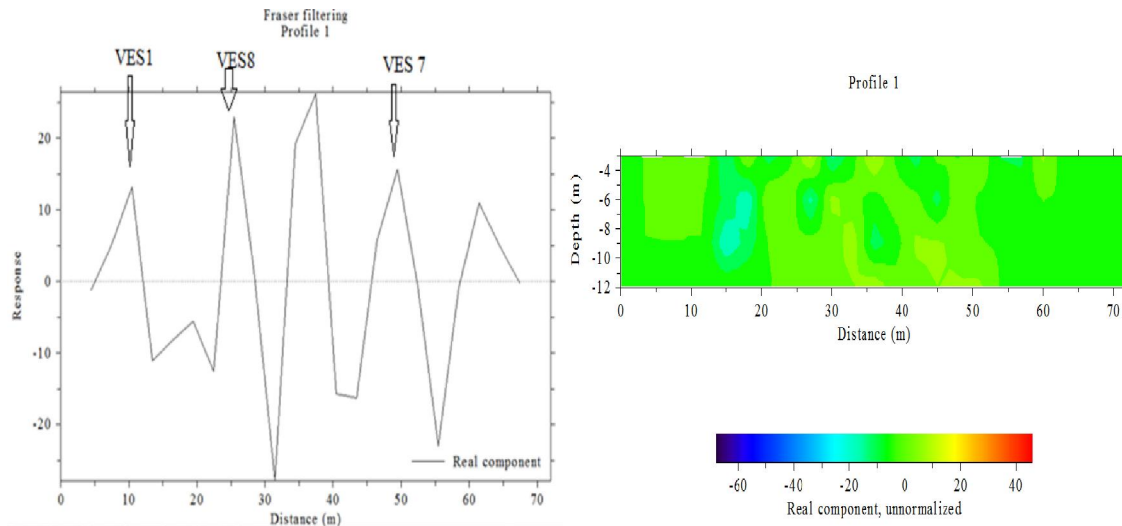 Fraser filtering
Profile 1
VES1
VES8
VES 7
20
10
0
-10
-20
Response
Real component
0 10 20 30 40 50 60 70
Distance (m)
Profile 1
-4
-6
-8
-10
-12
Depth (m)
0 10 20 30 40 50 60 70
Distance (m)
-60 -40 -20 0 20 40
Real component, unnormalized